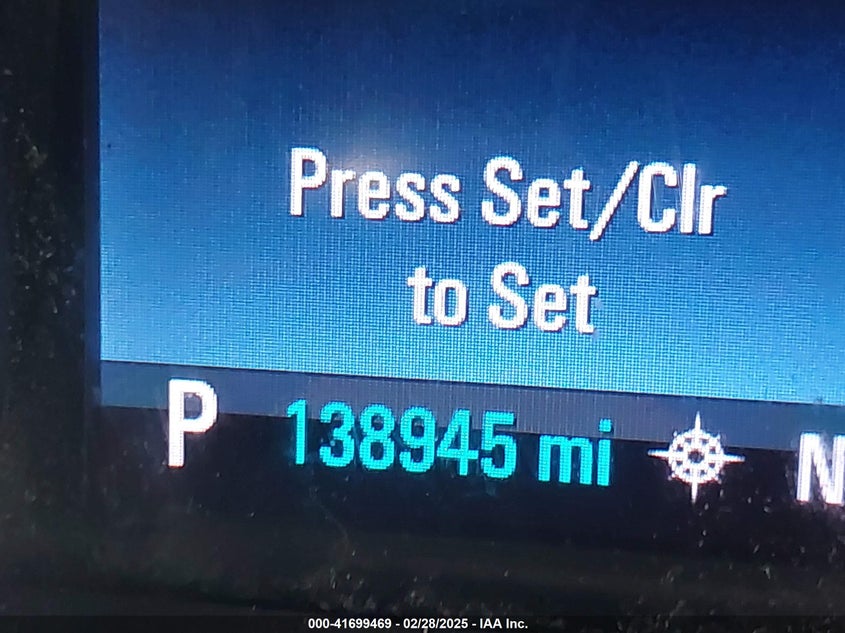 Press Set/Clr
to Set
P 138945 mi N
000-41699469 - 02/28/2025 - IAA Inc.